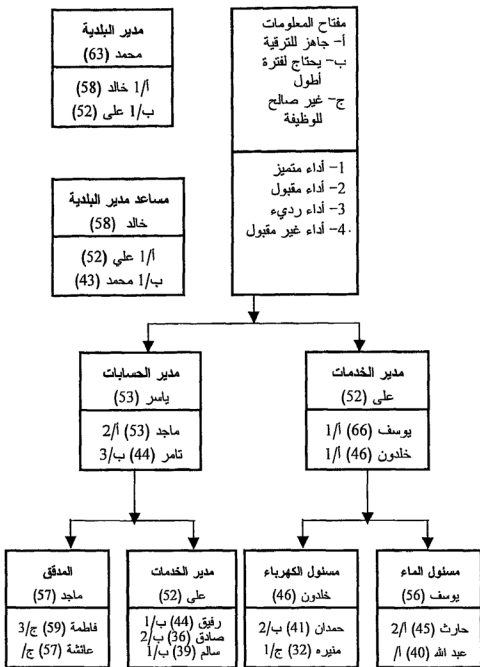 مفتاح المعلومات
أ- جاهز للترقية
ب- يحتاج لفترة
أطول
ج- غير صالح
للوظيفة
1- أداء متميز
2- أداء مقبول
3- أداء رديء
4- أداء غير مقبول
مدير البلدية
محمد (63)
أ/1 خالد (58)
ب/1 على (52)
مساعد مدير البلدية
خالد (58)
أ/1 علي (52)
ب/1 محمد (43)
مدير الخدمات
على (52)
يوسف (66) أ/1
خلدون (46) أ/1
مدير الحسابات
ياسر (53)
ماجد (53) أ/2
تامر (44) ب/3
مسئول الماء
يوسف (56)
حارث (45) أ/2
عبد الله (40) أ/
مسئول الكهرباء
خلدون (46)
حمدان (41) ب/2
منيره (32) ج/1
مدير الخدمات
على (52)
رفيق (44) ب/1
صادق (36) ب/2
سالم (39) ب/1
المدقق
ماجد (57)
فاطمة (59) ج/3
عائشة (57) ج/